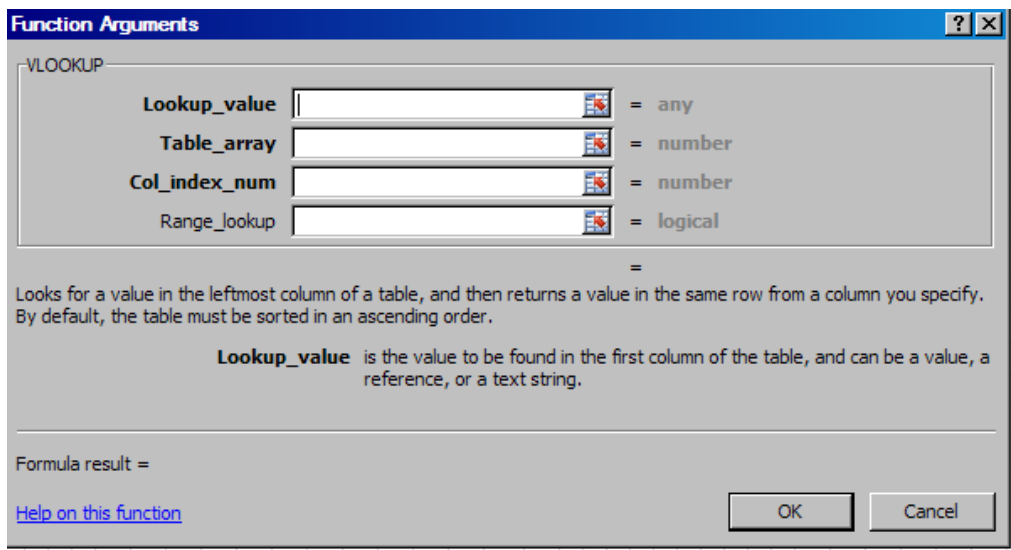 Function Arguments
VLOOKUP
Lookup_value = any
Table_array = number
Col_index_num = number
Range_lookup = logical
=
Looks for a value in the leftmost column of a table, and then returns a value in the same row from a column you specify.
By default, the table must be sorted in an ascending order.
Lookup_value is the value to be found in the first column of the table, and can be a value, a
reference, or a text string.
Formula result =
Help on this function
OK Cancel